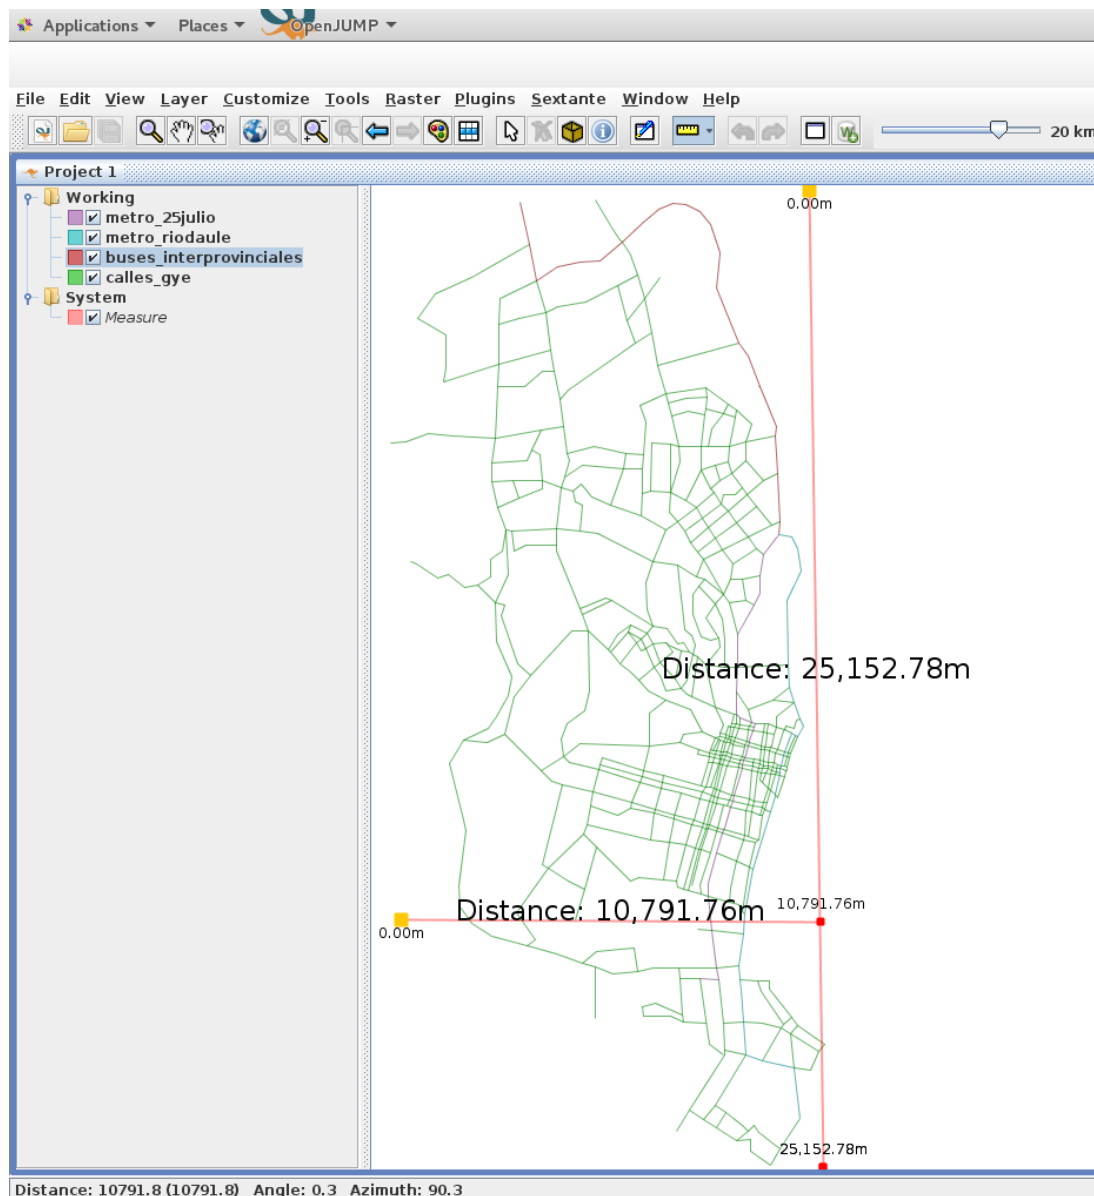 Applications Places OpenJUMP
File Edit View Layer Customize Tools Raster Plugins Sextante Window Help
20 km
Project 1
Working
metro_25julio
metro_riodaule
buses_interprovinciales
calles_gye
System
Measure
0.00m
Distance: 25,152.78m
Distance: 10,791.76m
10,791.76m
0.00m
25,152.78m
Distance: 10791.8 (10791.8) Angle: 0.3 Azimuth: 90.3